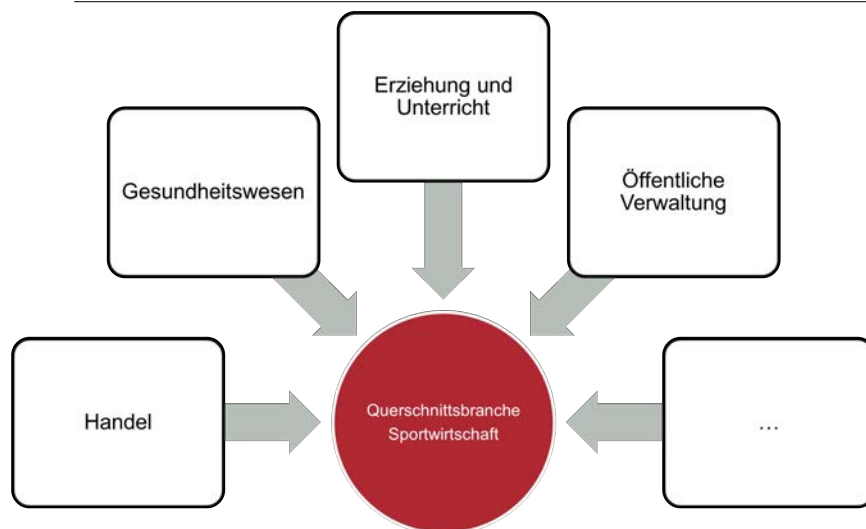 Erziehung und
Unterricht
Gesundheitswesen
Öffentliche
Verwaltung
Handel
Querschnittsbranche
Sportwirtschaft
...